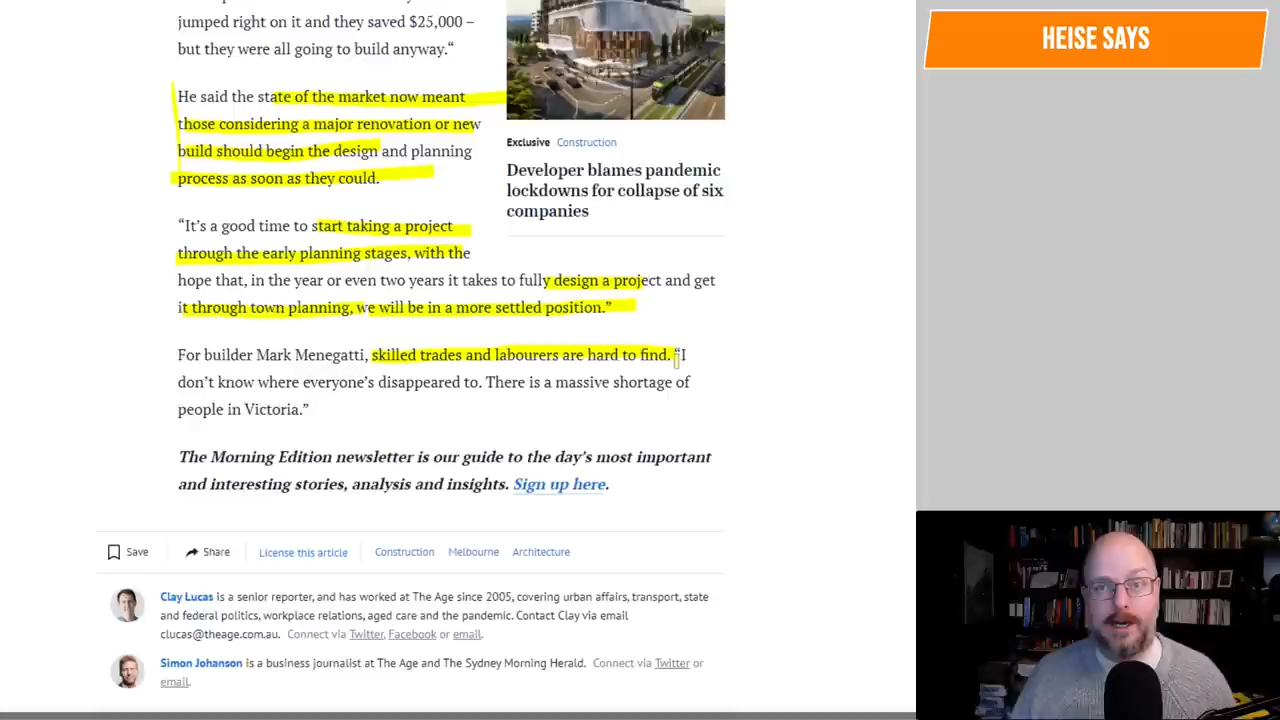 HEISE SAYS
jumped right on it and they saved $25,000 –
but they were all going to build anyway.“
He said the state of the market now meant
those considering a major renovation or new
build should begin the design and planning
process as soon as they could.
Exclusive Construction
Developer blames pandemic
lockdowns for collapse of six
companies
“It’s a good time to start taking a project
through the early planning stages, with the
hope that, in the year or even two years it takes to fully design a project and get
it through town planning, we will be in a more settled position.”
For builder Mark Menegatti, skilled trades and labourers are hard to find. “I
don’t know where everyone’s disappeared to. There is a massive shortage of
people in Victoria.”
The Morning Edition newsletter is our guide to the day’s most important
and interesting stories, analysis and insights. Sign up here.
Save Share License this article Construction Melbourne Architecture
Clay Lucas is a senior reporter, and has worked at The Age since 2005, covering urban affairs, transport, state
and federal politics, workplace relations, aged care and the pandemic. Contact Clay via email
clucas@theage.com.au. Connect via Twitter, Facebook or email.
Simon Johanson is a business journalist at The Age and The Sydney Morning Herald. Connect via Twitter or
email.